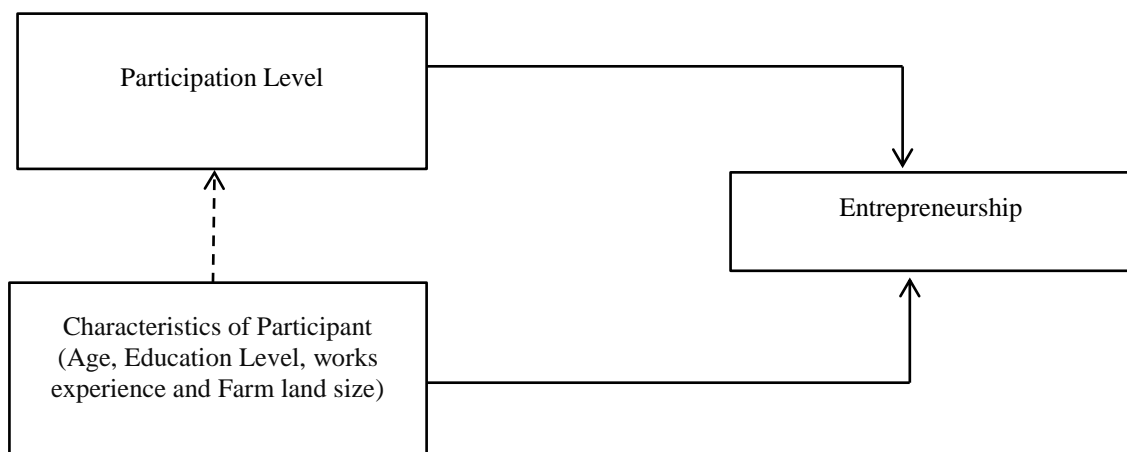 Participation Level
Entrepreneurship
Characteristics of Participant
(Age, Education Level, works
experience and Farm land size)